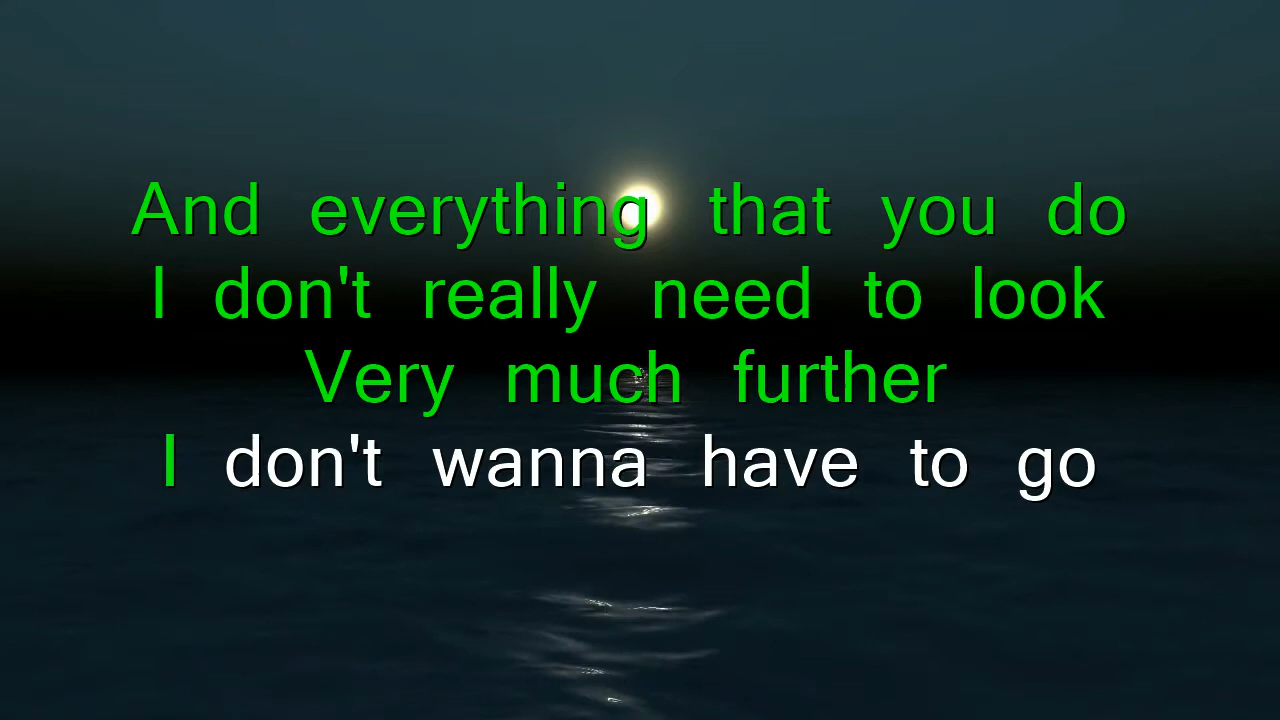 And everything that you do
I don't really need to look
Very much further
I don't wanna have to go